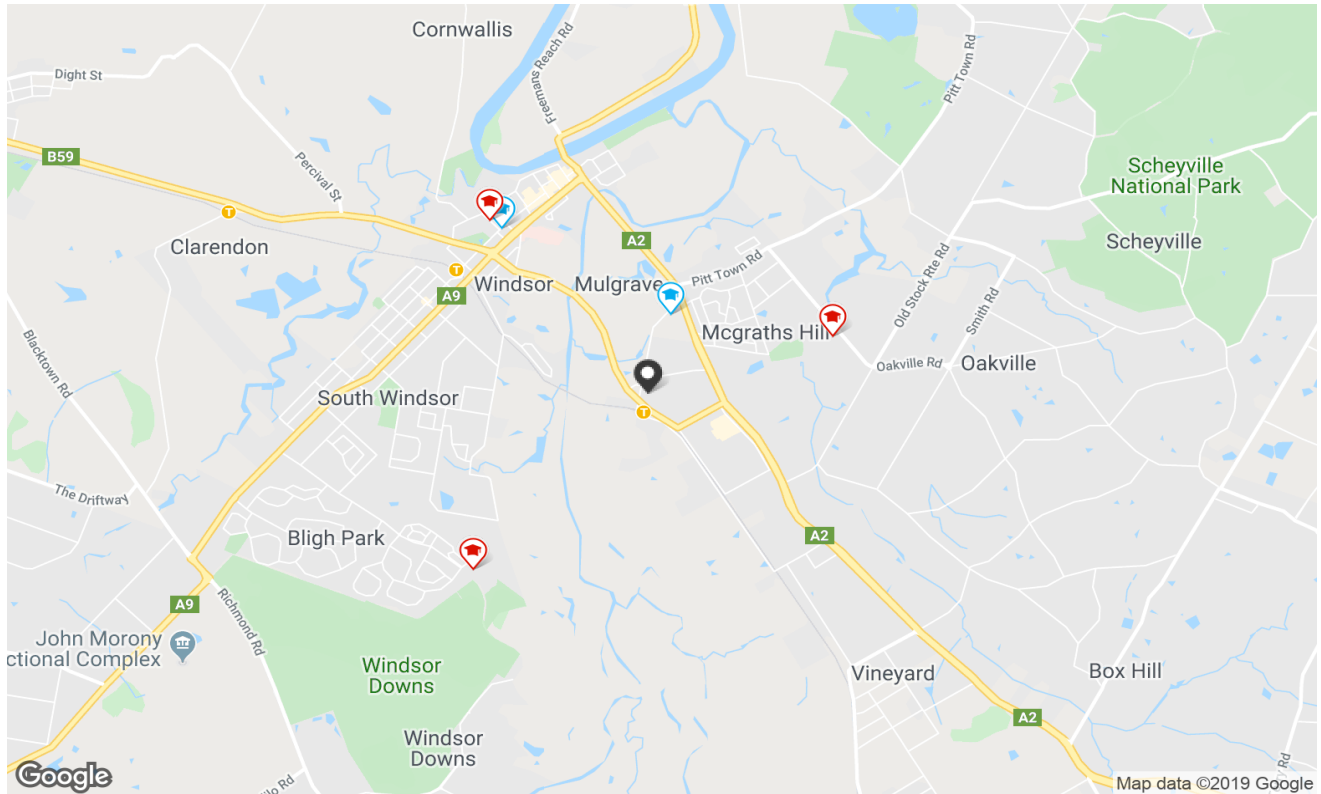 Cornwallis
Freemans Reach Rd
Dight St
Pitt Town Rd
B59
Percival St
Scheyville
National Park
T
A2
Scheyville
Clarendon
Pitt Town Rd
Old Stock Rte Rd
T
Windsor
Mulgrave
A9
Smith Rd
Mcgraths Hill
Blacktown Rd
Oakville Rd
Oakville
South Windsor
T
The Driftway
Bligh Park
A2
A9
Richmond Rd
John Morony
ctional Complex
Windsor
Downs
Vineyard
Box Hill
A2
Windsor
Downs
Google
Map data ©2019 Google